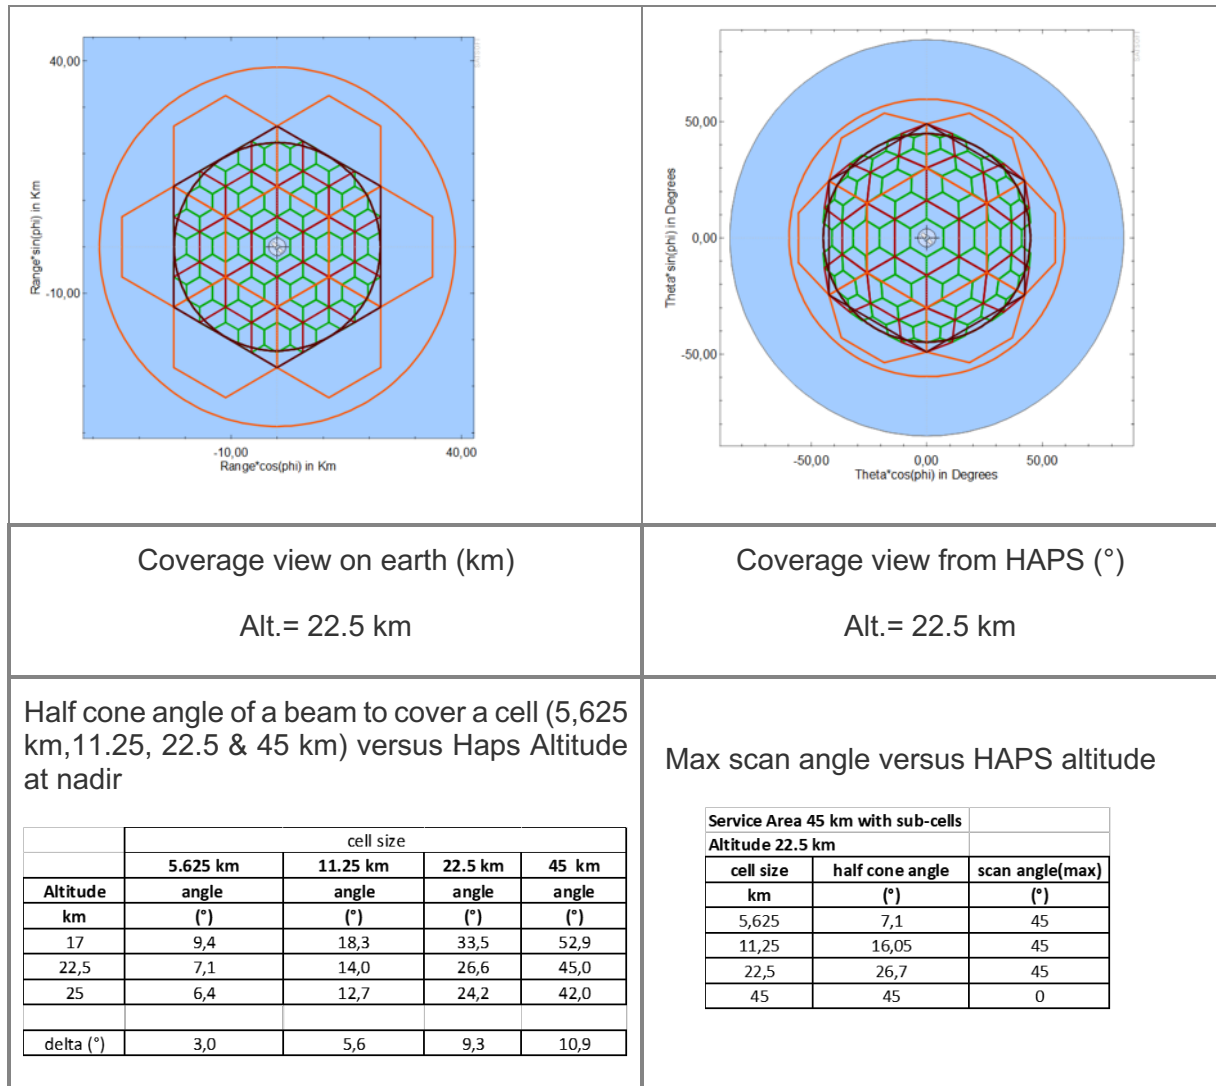 40,00
-10,00
Range*sin(phi) in Km
-10,00 40,00
Range*cos(phi) in Km
50,00
0,00
-50,00
Theta*sin(phi) in Degrees
-50,00 0,00 50,00
Theta*cos(phi) in Degrees
Coverage view on earth (km)
Alt.= 22.5 km
Coverage view from HAPS (°)
Alt.= 22.5 km
Half cone angle of a beam to cover a cell (5,625
km,11.25, 22.5 & 45 km) versus Haps Altitude
at nadir
cell size
5.625 km 11.25 km 22.5 km 45 km
Altitude angle angle angle angle
km (°) (°) (°) (°)
17 9,4 18,3 33,5 52,9
22,5 7,1 14,0 26,6 45,0
25 6,4 12,7 24,2 42,0
delta (°) 3,0 5,6 9,3 10,9
Max scan angle versus HAPS altitude
Service Area 45 km with sub-cells
Altitude 22.5 km
cell size half cone angle scan angle(max)
km (°) (°)
5,625 7,1 45
11,25 16,05 45
22,5 26,7 45
45 45 0